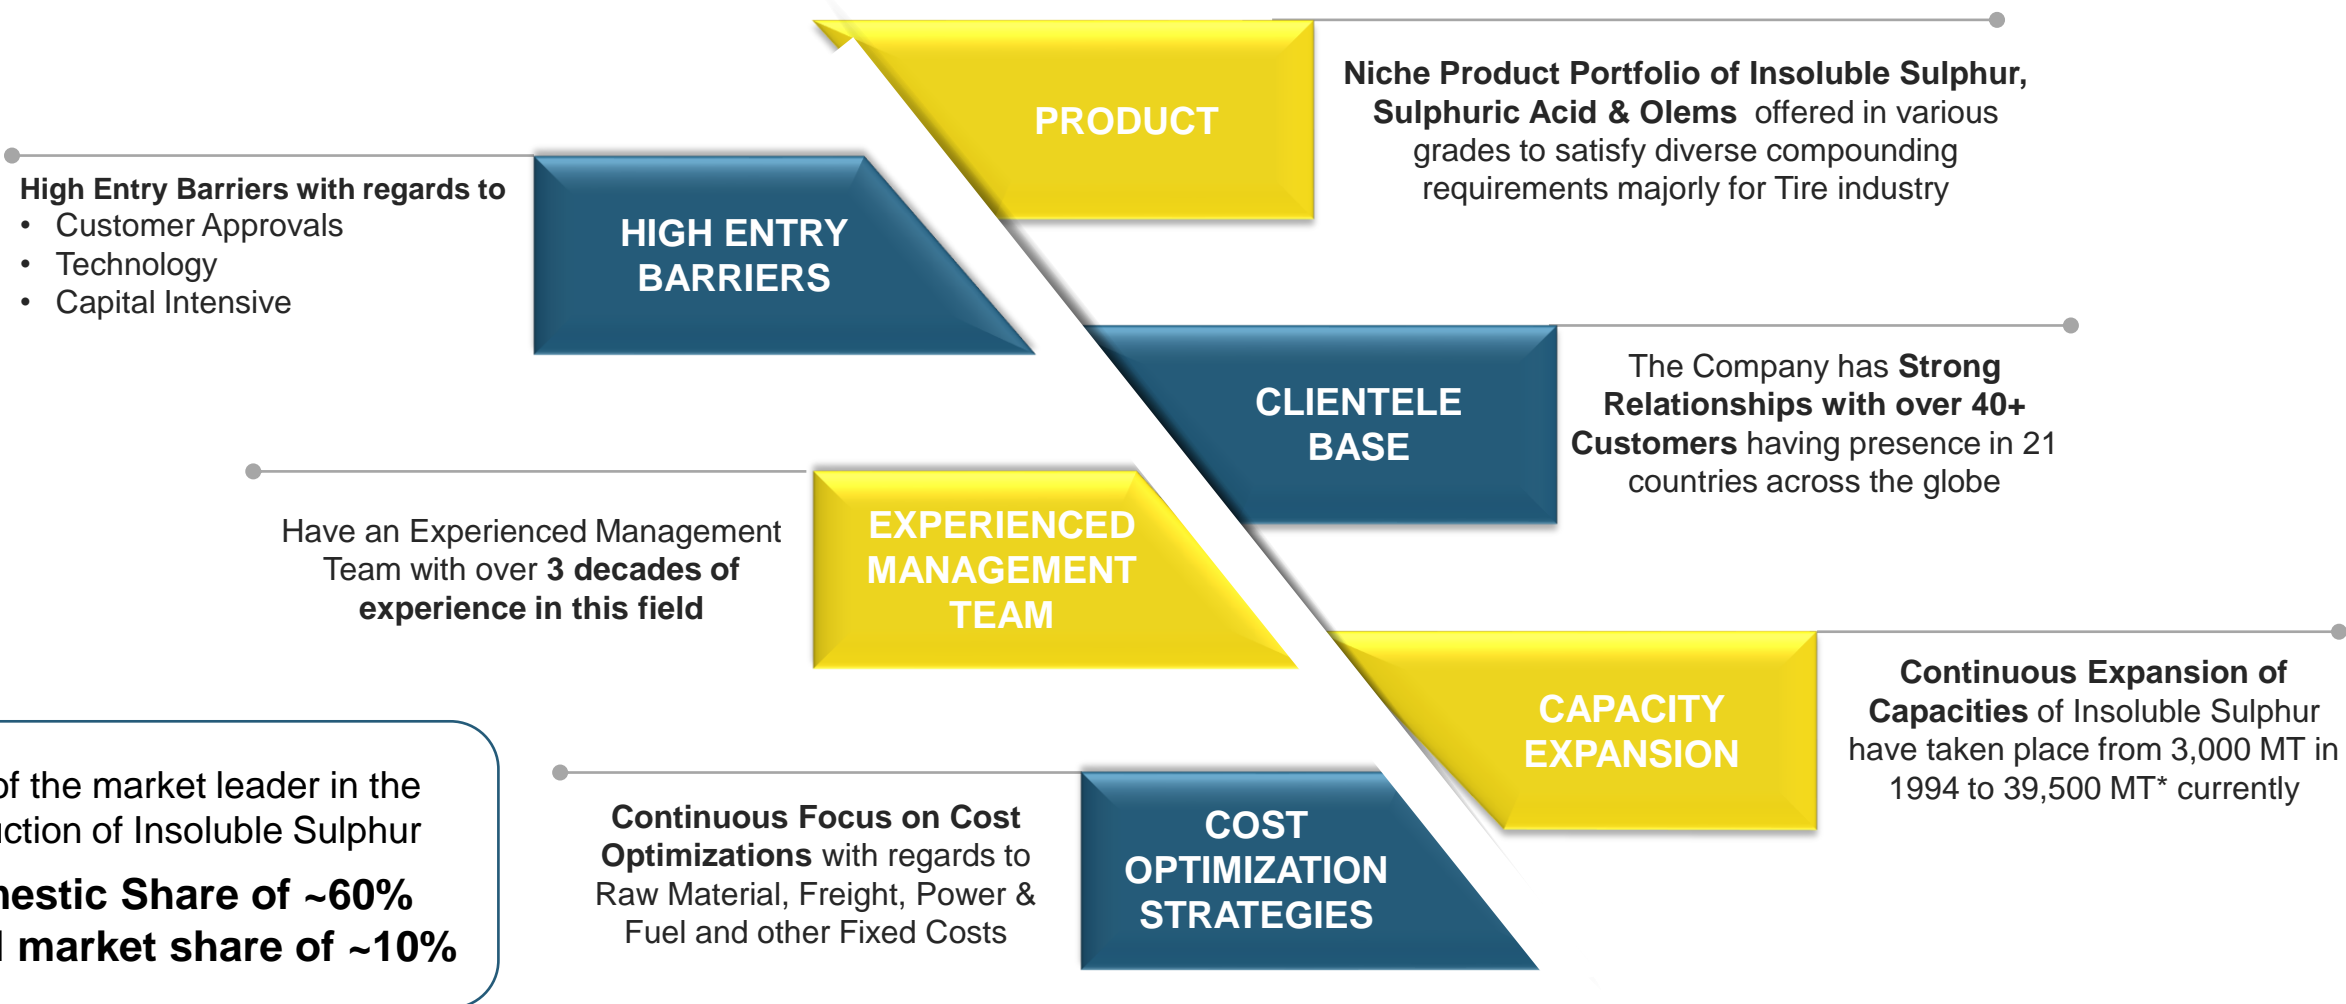 PRODUCT
Niche Product Portfolio of Insoluble Sulphur,
Sulphuric Acid & Olems offered in various
grades to satisfy diverse compounding
requirements majorly for Tire industry
High Entry Barriers with regards to
• Customer Approvals
• Technology
• Capital Intensive
HIGH ENTRY
BARRIERS
CLIENTELE
BASE
The Company has Strong
Relationships with over 40+
Customers having presence in 21
countries across the globe
Have an Experienced Management
Team with over 3 decades of
experience in this field
EXPERIENCED
MANAGEMENT
TEAM
CAPACITY
EXPANSION
Continuous Expansion of
Capacities of Insoluble Sulphur
have taken place from 3,000 MT in
1994 to 39,500 MT* currently
of the market leader in the
of Insoluble Sulphur
Share of ~60%
market share of ~10%
Continuous Focus on Cost
Optimizations with regards to
Raw Material, Freight, Power &
Fuel and other Fixed Costs
COST
OPTIMIZATION
STRATEGIES